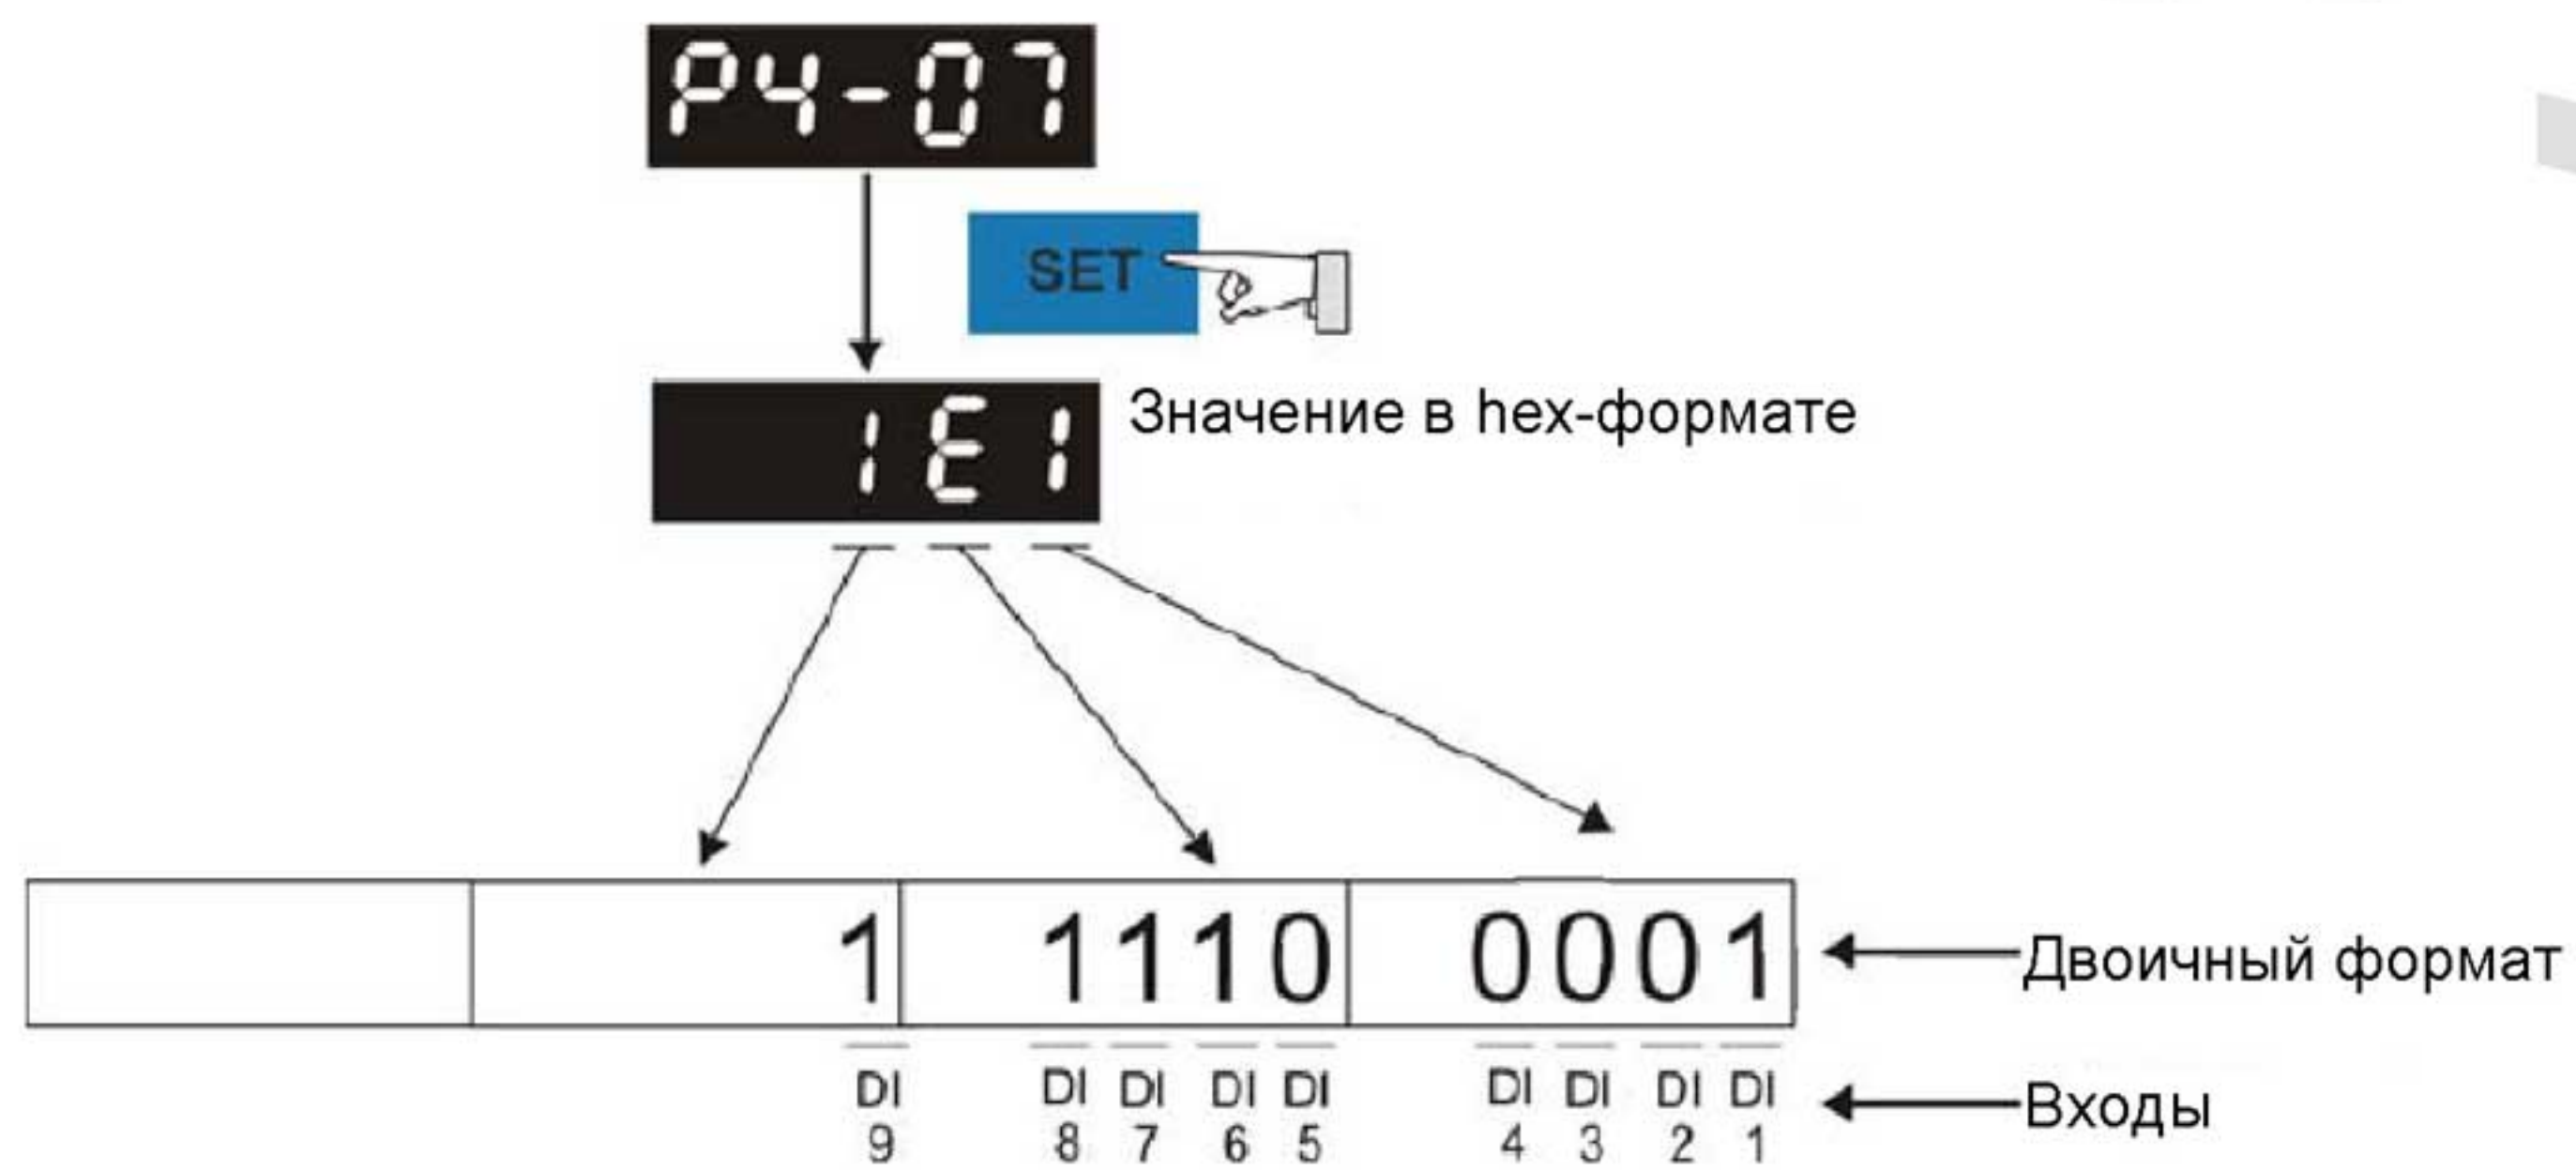 P4-07
SET
1E1
Значение в hex-формате
1 1110 0001
Двоичный формат
DI DI DI DI DI DI DI DI DI
9 8 7 6 5 4 3 2 1
Входы